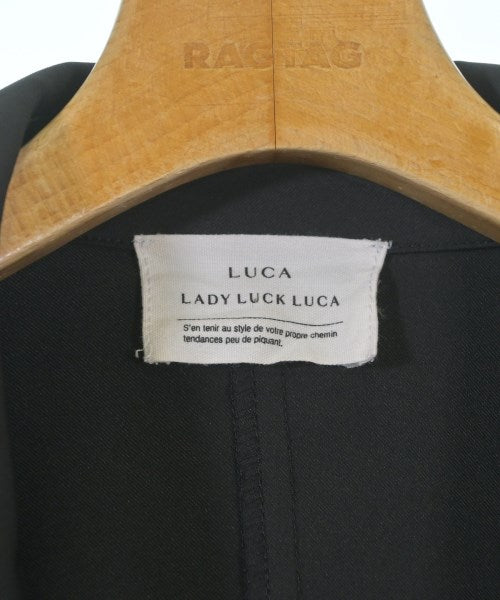 RAGTAG
LUCA
LADY LUCK LUCA
S'en tenir au style de votre propre chemin
tendances peu de piquant.